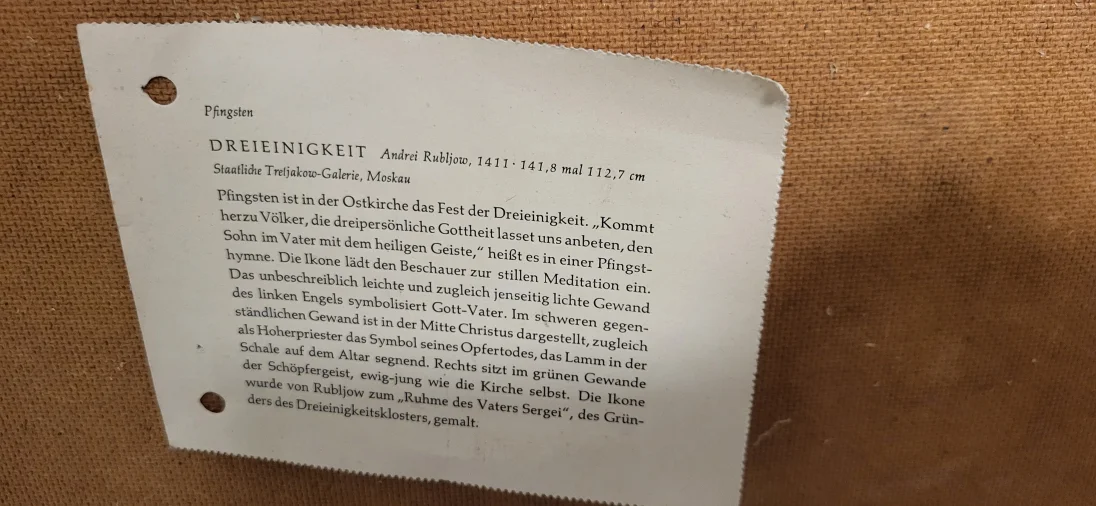 Pfingsten
DREIEINIGKEIT Andrei Rubljow, 1411 · 141,8 mal 112,7 cm
Staatliche Tretjakow-Galerie, Moskau
Pfingsten ist in der Ostkirche das Fest der Dreieinigkeit. „Kommt
herzu Völker, die dreipersönliche Gottheit lasset uns anbeten, den
Sohn im Vater mit dem heiligen Geiste,“ heißt es in einer Pfingst-
hymne. Die Ikone lädt den Beschauer zur stillen Meditation ein.
Das unbeschreiblich leichte und zugleich jenseitig lichte Gewand
des linken Engels symbolisiert Gott-Vater. Im schweren gegen-
ständlichen Gewand ist in der Mitte Christus dargestellt, zugleich
als Hoherpriester das Symbol seines Opfertodes, das Lamm in der
Schale auf dem Altar segnend. Rechts sitzt im grünen Gewande
der Schöpfergeist, ewig-jung wie die Kirche selbst. Die Ikone
wurde von Rubljow zum „Ruhme des Vaters Sergei“, des Grün-
ders des Dreieinigkeitsklosters, gemalt.